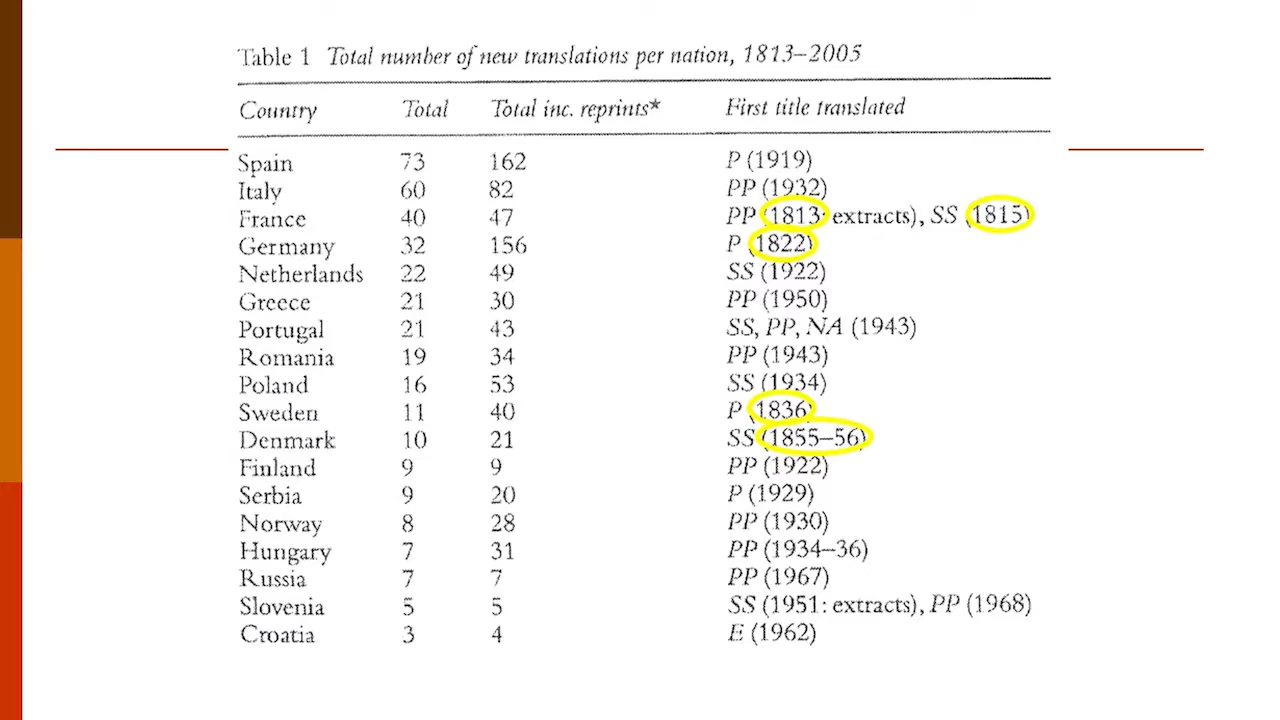 Table 1 Total number of new translations per nation, 1813–2005
Country Total Total inc. reprints* First title translated
Spain 73 162 P (1919)
Italy 60 82 PP (1932)
France 40 47 PP (1813: extracts), SS (1815)
Germany 32 156 P (1822)
Netherlands 22 49 SS (1922)
Greece 21 30 PP (1950)
Portugal 21 43 SS, PP, NA (1943)
Romania 19 34 PP (1943)
Poland 16 53 SS (1934)
Sweden 11 40 P (1836)
Denmark 10 21 SS (1855–56)
Finland 9 9 PP (1922)
Serbia 9 20 P (1929)
Norway 8 28 PP (1930)
Hungary 7 31 PP (1934–36)
Russia 7 7 PP (1967)
Slovenia 5 5 SS (1951: extracts), PP (1968)
Croatia 3 4 E (1962)